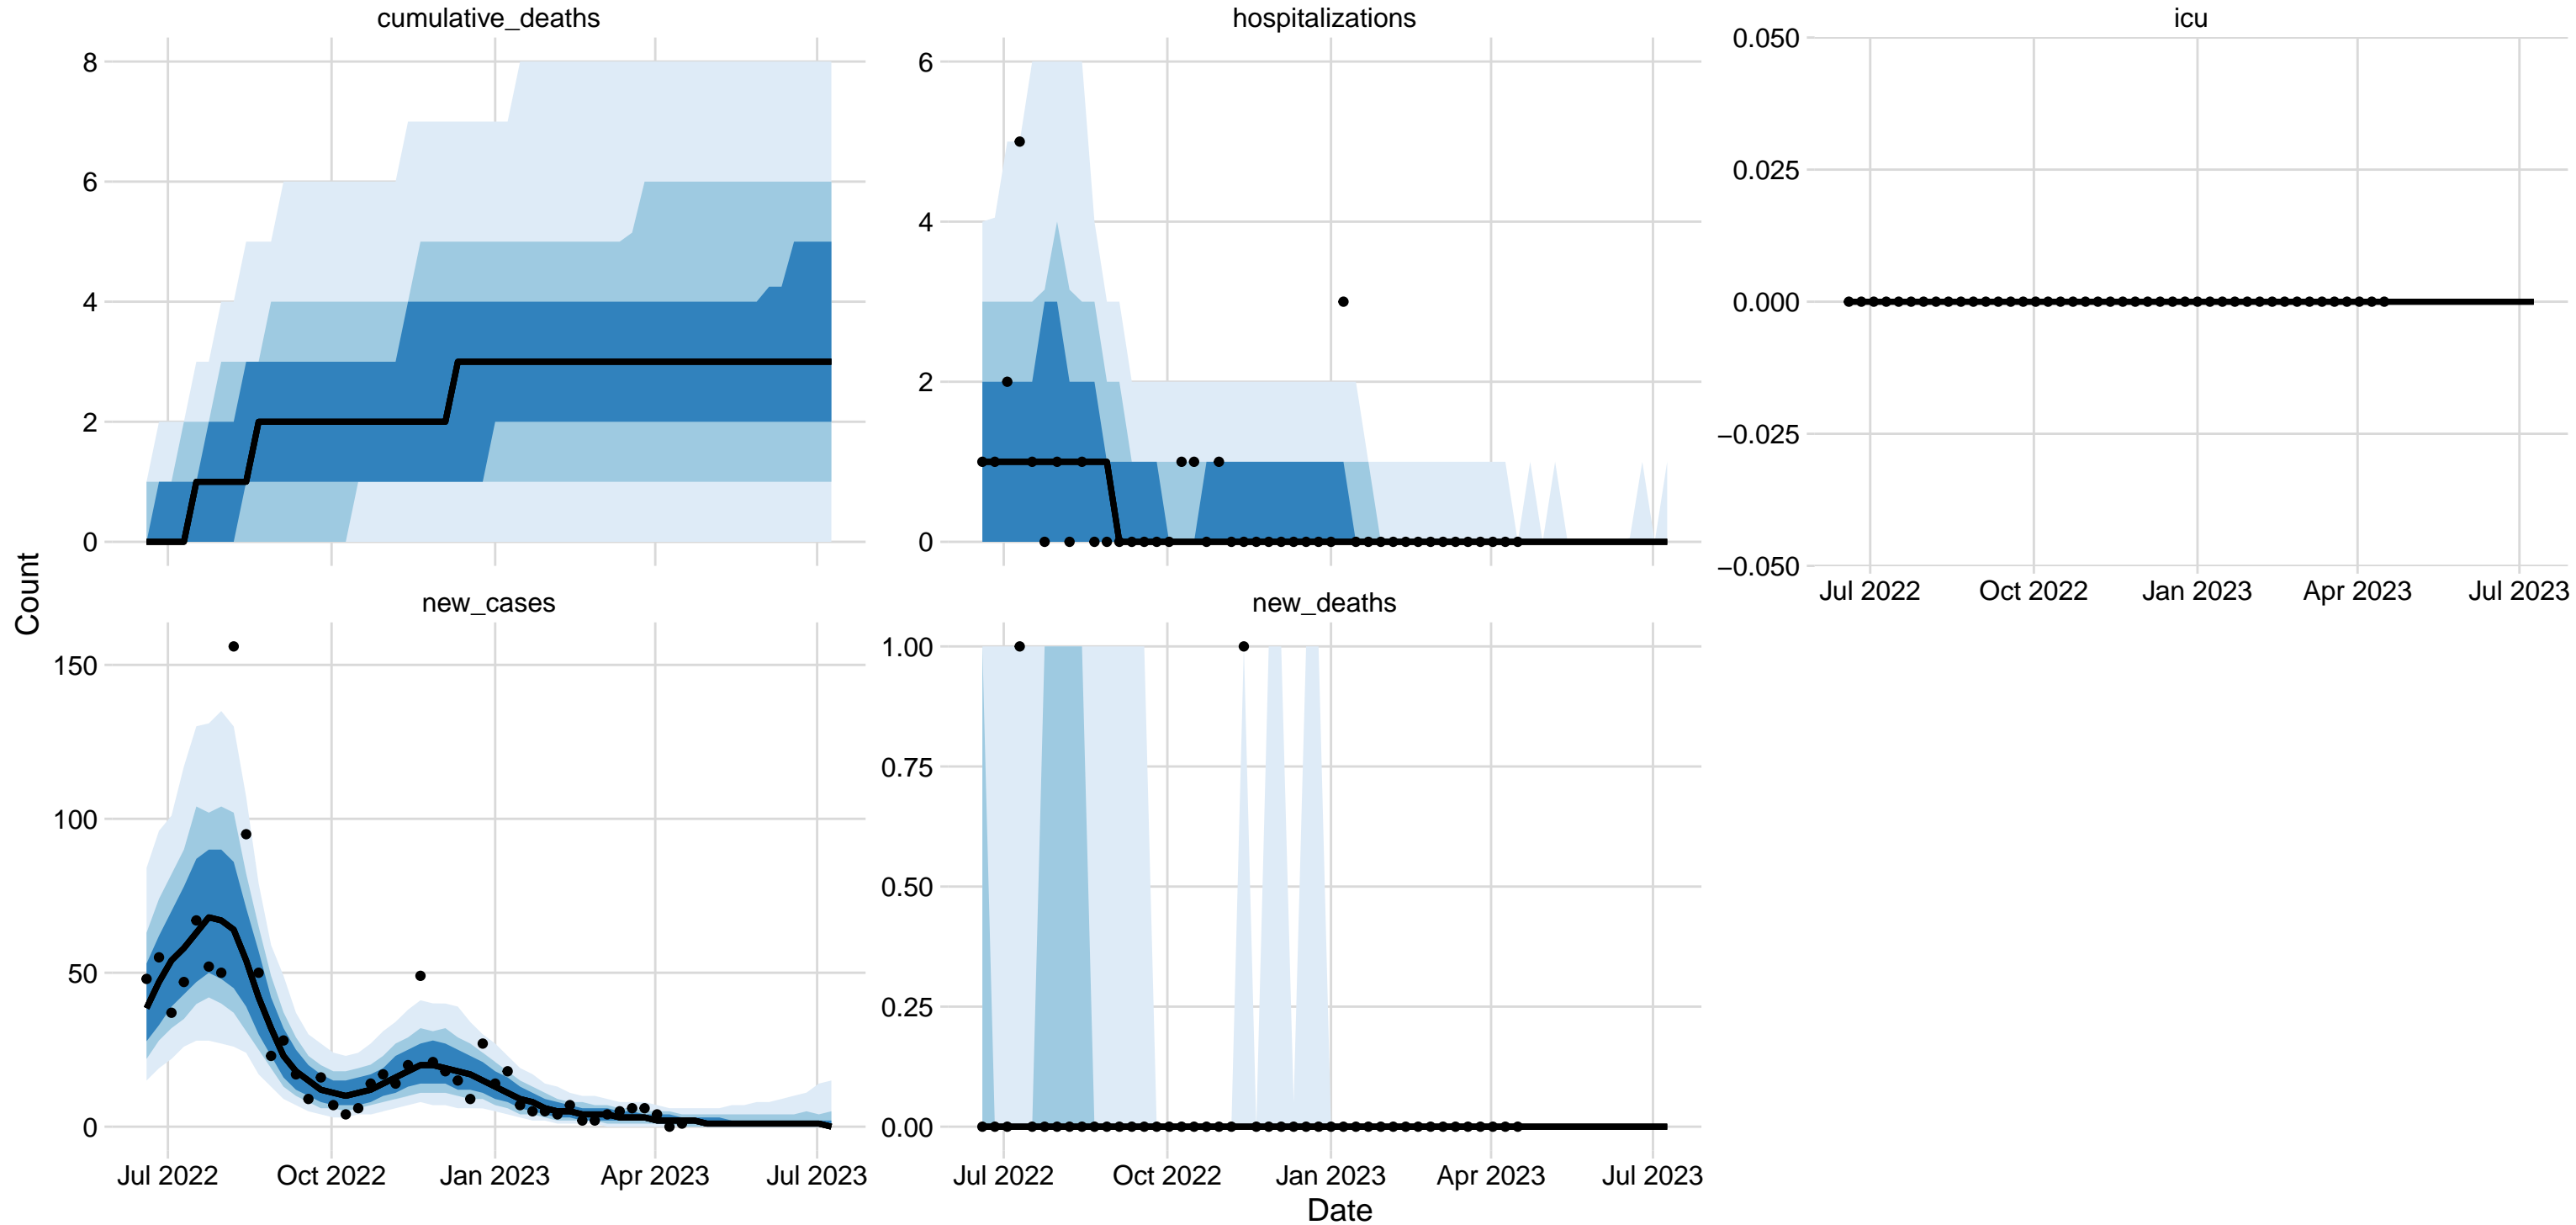 cumulative_deaths
hospitalizations
icu
8
6
4
2
0
6
4
2
0
0.050
0.025
0.000
−0.025
−0.050
Jul 2022
Oct 2022
Jan 2023
Apr 2023
Jul 2023
Count
new_cases
new_deaths
150
100
50
0
1.00
0.75
0.50
0.25
0.00
Jul 2022
Oct 2022
Jan 2023
Apr 2023
Jul 2023
Jul 2022
Oct 2022
Jan 2023
Apr 2023
Jul 2023
Date